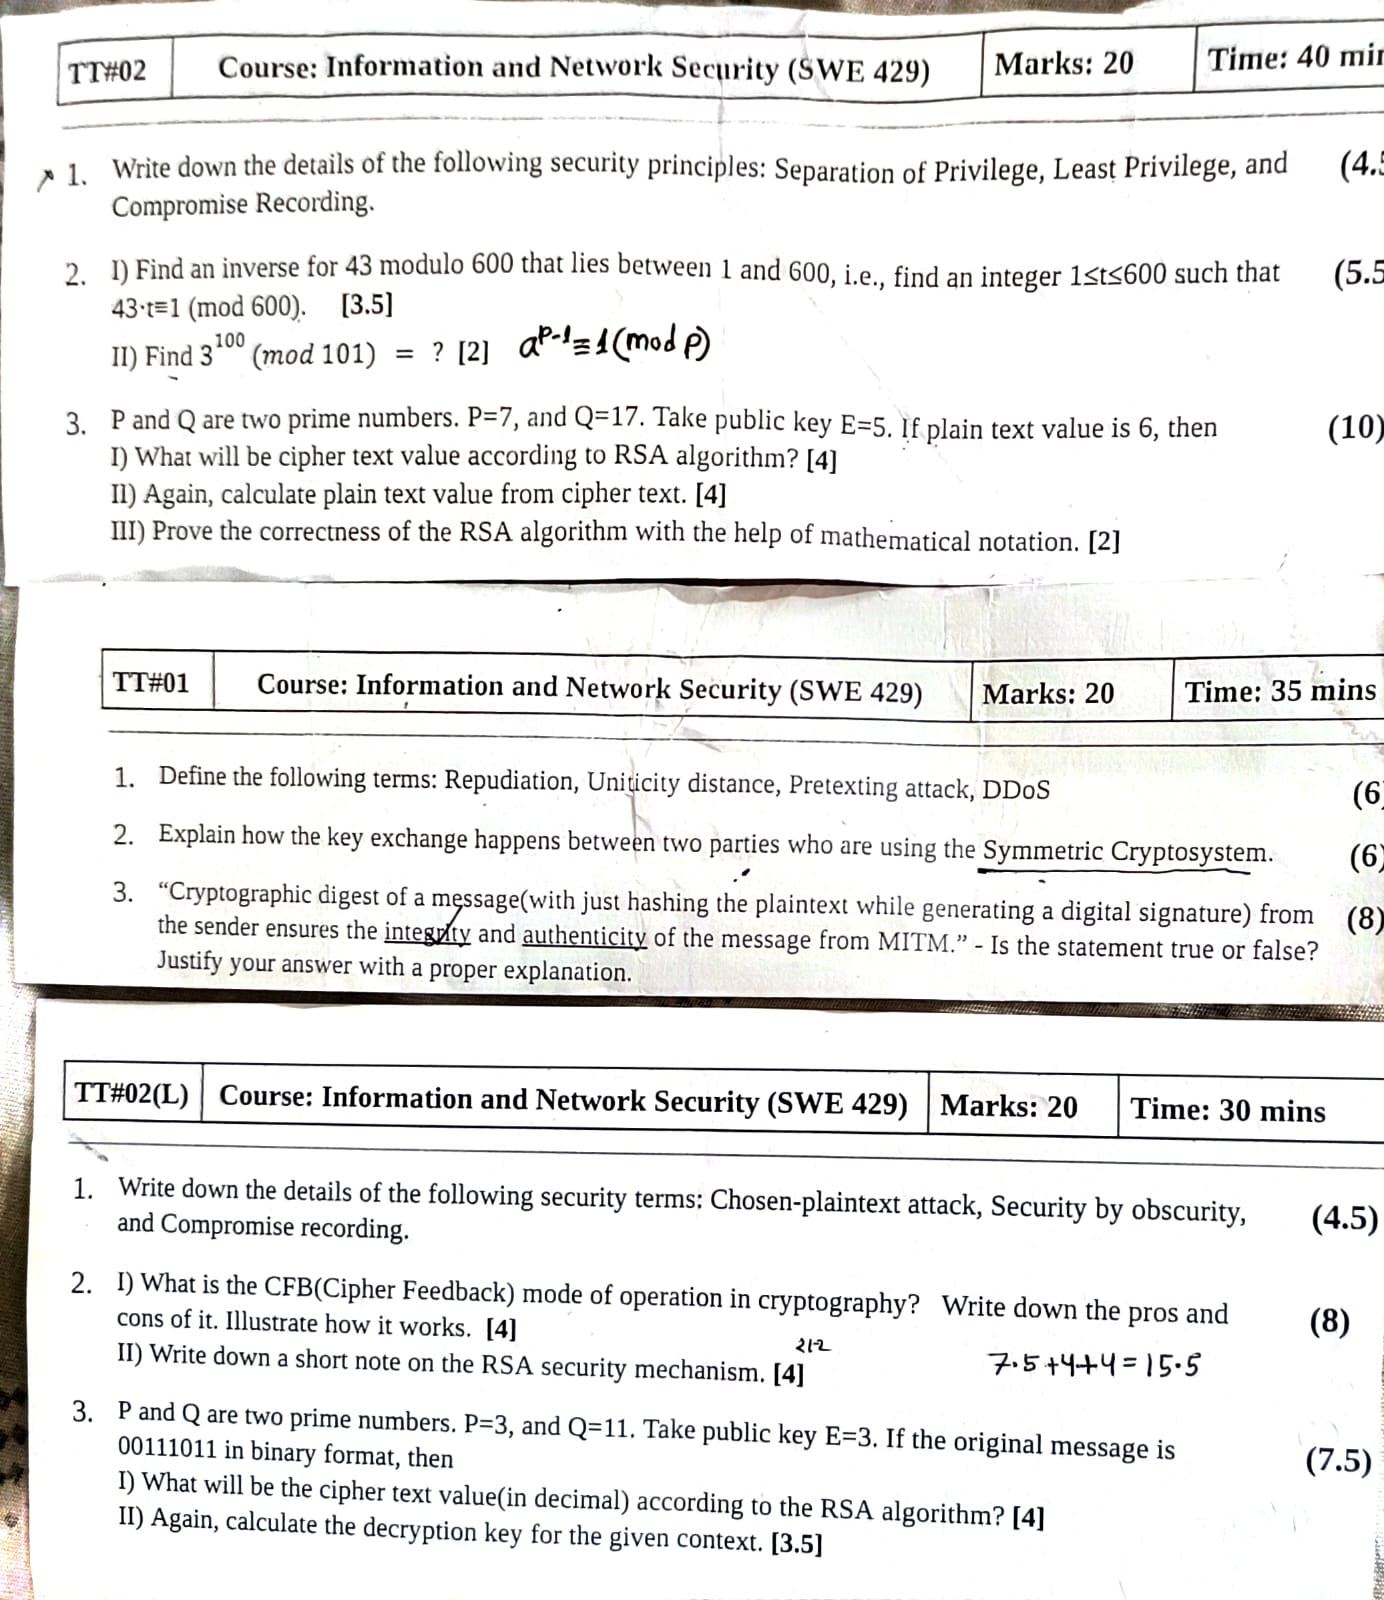 TT#02 Course: Information and Network Security (SWE 429) Marks: 20 Time: 40 min
1. Write down the details of the following security principles: Separation of Privilege, Least Privilege, and (4.5
Compromise Recording.
2. I) Find an inverse for 43 modulo 600 that lies between 1 and 600, i.e., find an integer 1≤t≤600 such that (5.5
43·t≡1 (mod 600). [3.5]
II) Find 3^100 (mod 101) = ? [2] a^p-1≡1(mod p)
3. P and Q are two prime numbers. P=7, and Q=17. Take public key E=5. If plain text value is 6, then (10)
I) What will be cipher text value according to RSA algorithm? [4]
II) Again, calculate plain text value from cipher text. [4]
III) Prove the correctness of the RSA algorithm with the help of mathematical notation. [2]
TT#01 Course: Information and Network Security (SWE 429) Marks: 20 Time: 35 mins
1. Define the following terms: Repudiation, Uniticity distance, Pretexting attack, DDoS (6)
2. Explain how the key exchange happens between two parties who are using the Symmetric Cryptosystem. (6)
3. “Cryptographic digest of a message(with just hashing the plaintext while generating a digital signature) from (8)
the sender ensures the integrity and authenticity of the message from MITM.” - Is the statement true or false?
Justify your answer with a proper explanation.
TT#02(L) Course: Information and Network Security (SWE 429) Marks: 20 Time: 30 mins
1. Write down the details of the following security terms: Chosen-plaintext attack, Security by obscurity, (4.5)
and Compromise recording.
2. I) What is the CFB(Cipher Feedback) mode of operation in cryptography? Write down the pros and (8)
cons of it. Illustrate how it works. [4]
II) Write down a short note on the RSA security mechanism. [4] 7.5+4+4=15.5
3. P and Q are two prime numbers. P=3, and Q=11. Take public key E=3. If the original message is (7.5)
00111011 in binary format, then
I) What will be the cipher text value(in decimal) according to the RSA algorithm? [4]
II) Again, calculate the decryption key for the given context. [3.5]